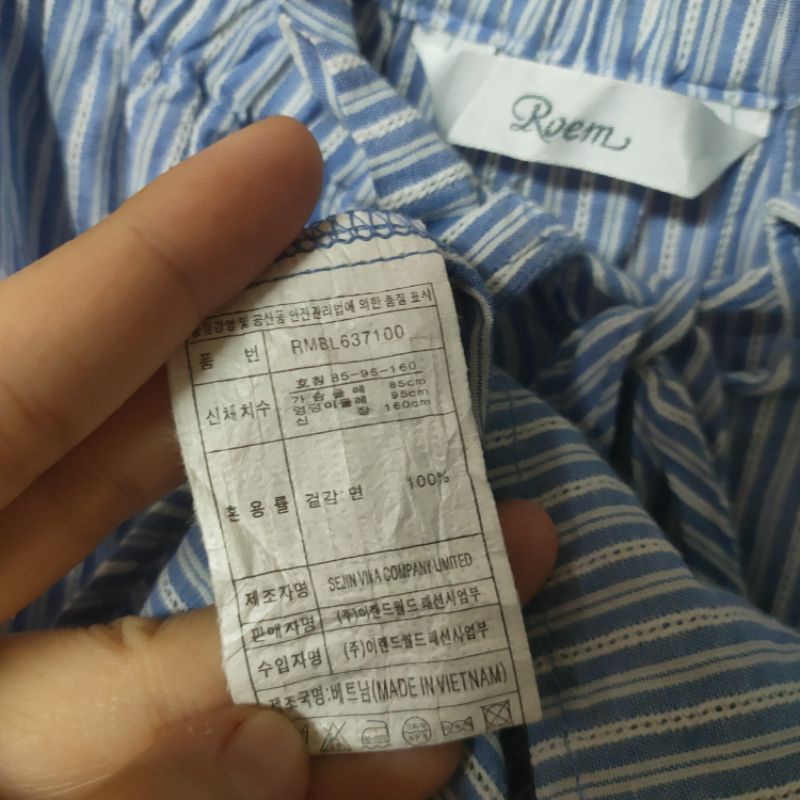 Roem
품질경영 및 공산품 안전관리법에 의한 품질 표시
품 번 RMBL637100
신체치수 호칭 85-95-160
가슴둘레 85cm
엉덩이둘레 95cm
신 장 160cm
혼용률 겉감 면 100%
제조자명 SEJIN VINA COMPANY LIMITED
판매자명 (주)이랜드월드패션사업부
수입자명 (주)이랜드월드패션사업부
제조국명:베트남(MADE IN VIETNAM)